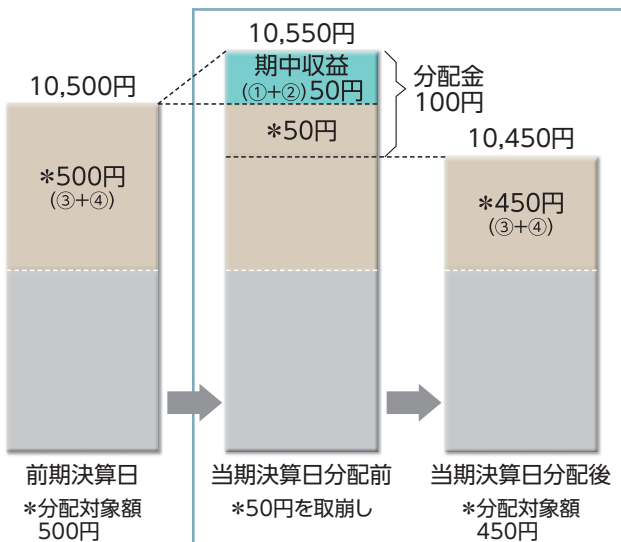 10,550円
期中収益
(①+②)50円
分配金
100円
10,500円
＊50円
10,450円
＊500円
(③+④)
＊450円
(③+④)
前期決算日
当期決算日分配前
当期決算日分配後
＊分配対象額
500円
＊50円を取崩し
＊分配対象額
450円